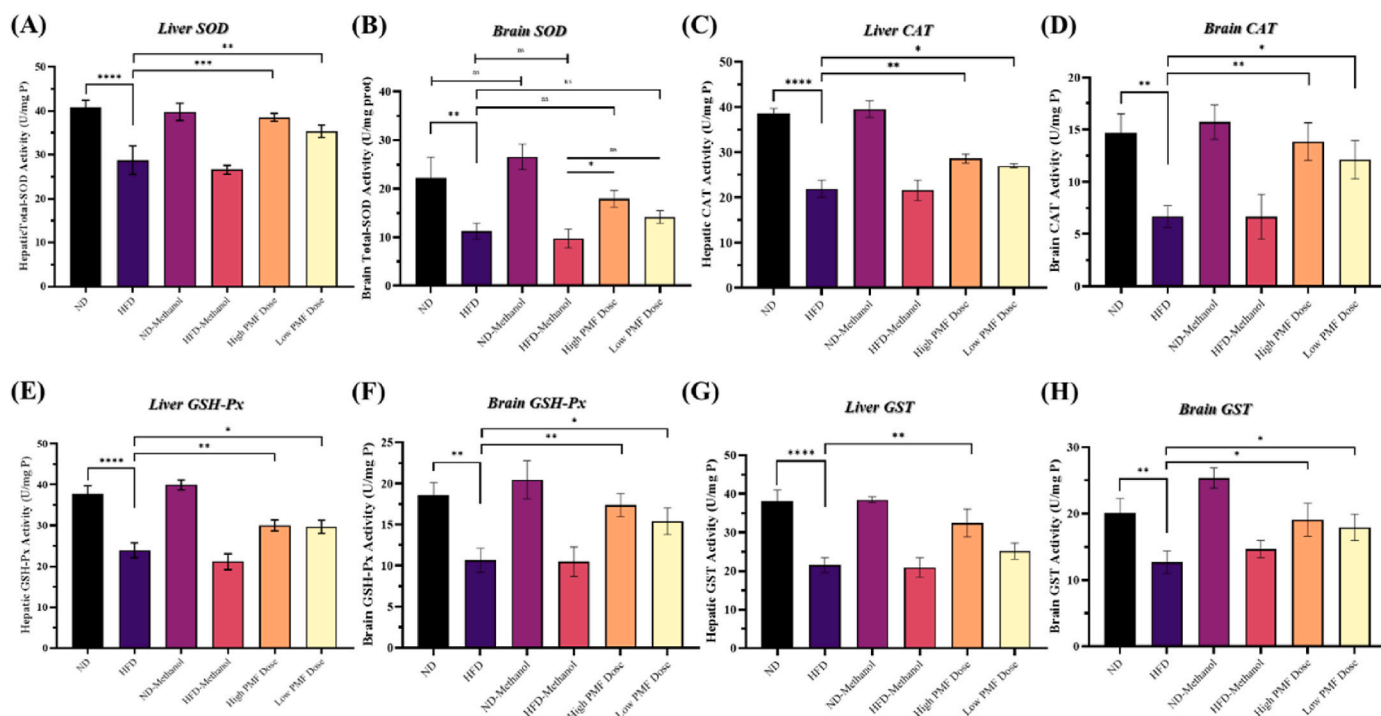 (A)
Liver SOD
HepaticTotal-SOD Activity (U/mg P)
50
40
30
20
10
0
****
***
**
ND
HFD
ND-Methanol
HFD-Methanol
High PMF Dose
Low PMF Dose
(B)
Brain SOD
Brain Total-SOD Activity (U/mg prot)
40
30
20
10
0
ns
ns
ns
ns
**
ns
*
ND
HFD
ND-Methanol
HFD-Methanol
High PMF Dose
Low PMF Dose
(C)
Liver CAT
Hepatic CAT Activity (U/mg P)
50
40
30
20
10
0
*
**
****
ND
HFD
ND-Methanol
HFD-Methanol
High PMF Dose
Low PMF Dose
(D)
Brain CAT
Brain CAT Activity (U/mg P)
20
15
10
5
0
*
**
**
ND
HFD
ND-Methanol
HFD-Methanol
High PMF Dose
Low PMF Dose
(E)
Liver GSH-Px
Hepatic GSH-Px Activity (U/mg P)
50
40
30
20
10
0
*
**
****
ND
HFD
ND-Methanol
HFD-Methanol
High PMF Dose
Low PMF Dose
(F)
Brain GSH-Px
Brain GSH-Px Activity (U/mg P)
25
20
15
10
5
0
*
**
**
ND
HFD
ND-Methanol
HFD-Methanol
High PMF Dose
Low PMF Dose
(G)
Liver GST
Hepatic GST Activity (U/mg P)
50
40
30
20
10
0
**
****
ND
HFD
ND-Methanol
HFD-Methanol
High PMF Dose
Low PMF Dose
(H)
Brain GST
Brain GST Activity (U/mg P)
30
20
10
0
*
*
**
ND
HFD
ND-Methanol
HFD-Methanol
High PMF Dose
Low PMF Dose